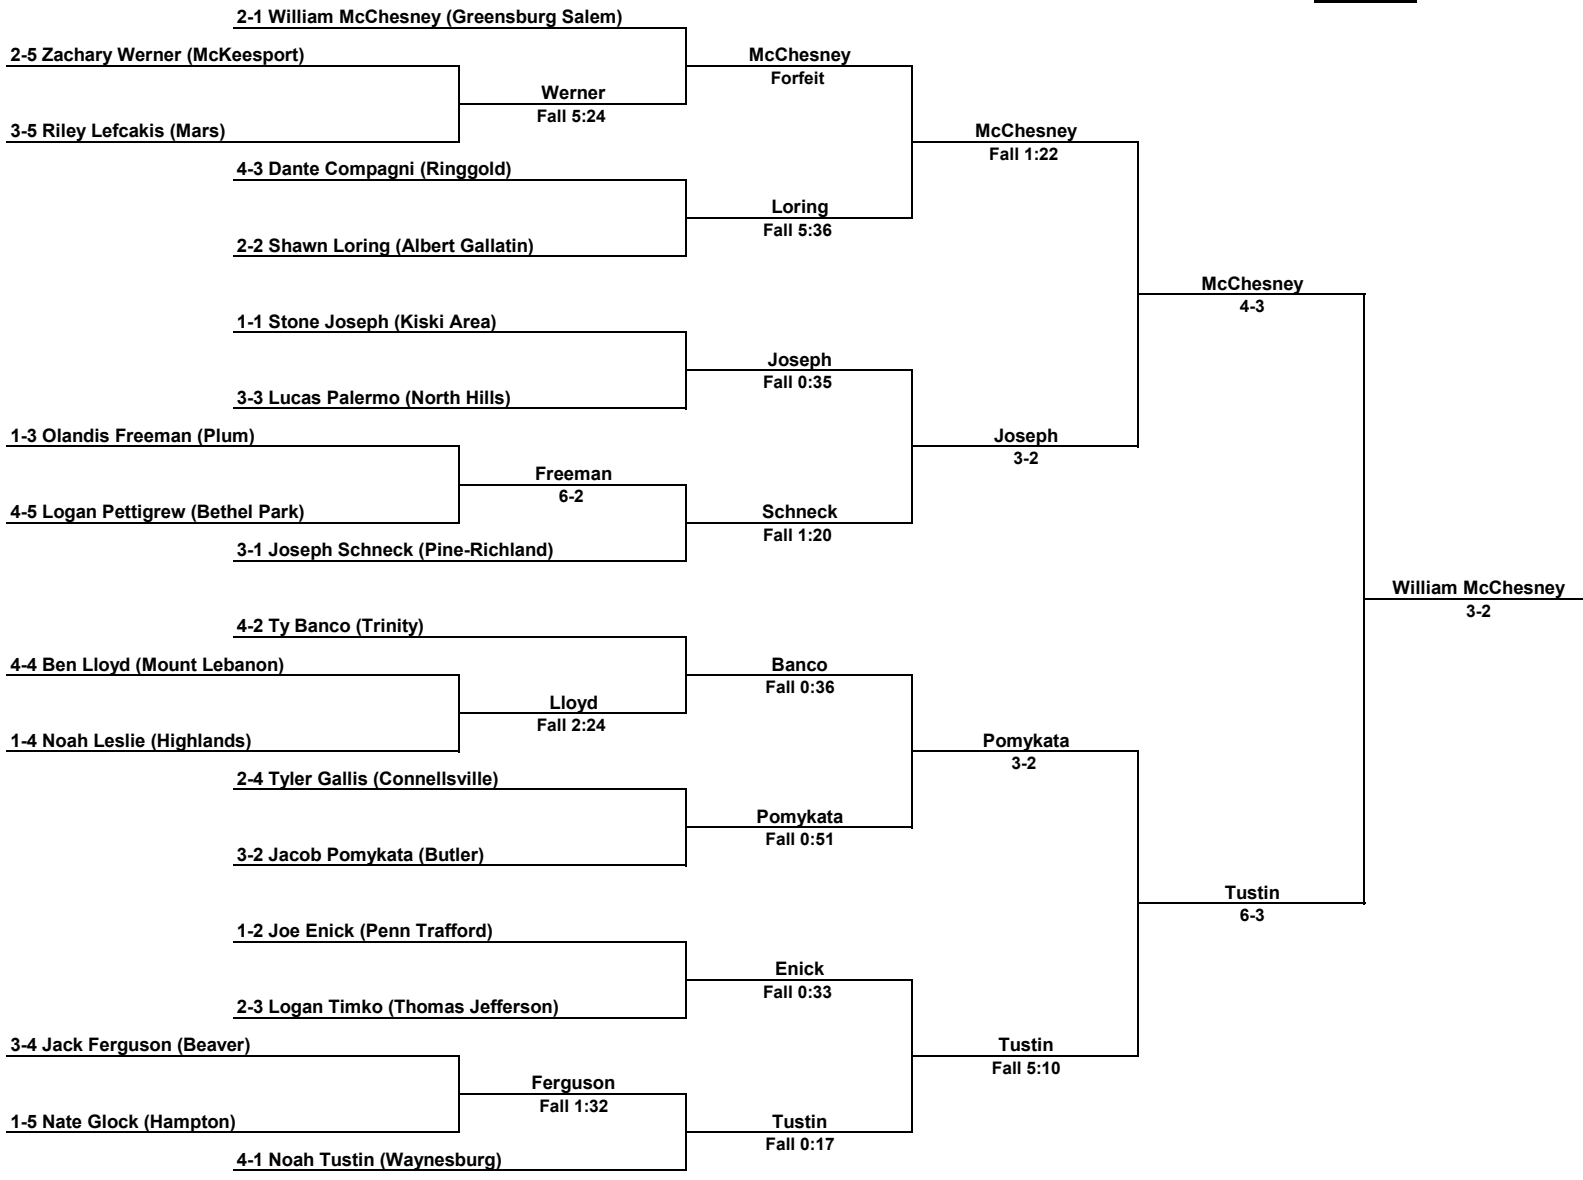 2-1 William McChesney (Greensburg Salem)
2-5 Zachary Werner (McKeesport)
McChesney
Forfeit
Werner
Fall 5:24
3-5 Riley Lefcakis (Mars)
McChesney
Fall 1:22
4-3 Dante Compagni (Ringgold)
Loring
Fall 5:36
2-2 Shawn Loring (Albert Gallatin)
McChesney
4-3
1-1 Stone Joseph (Kiski Area)
Joseph
Fall 0:35
3-3 Lucas Palermo (North Hills)
1-3 Olandis Freeman (Plum)
Joseph
3-2
Freeman
6-2
4-5 Logan Pettigrew (Bethel Park)
Schneck
Fall 1:20
3-1 Joseph Schneck (Pine-Richland)
William McChesney
3-2
4-2 Ty Banco (Trinity)
4-4 Ben Lloyd (Mount Lebanon)
Banco
Fall 0:36
Lloyd
Fall 2:24
1-4 Noah Leslie (Highlands)
Pomykata
3-2
2-4 Tyler Gallis (Connellsville)
Pomykata
Fall 0:51
3-2 Jacob Pomykata (Butler)
Tustin
6-3
1-2 Joe Enick (Penn Trafford)
Enick
Fall 0:33
2-3 Logan Timko (Thomas Jefferson)
3-4 Jack Ferguson (Beaver)
Tustin
Fall 5:10
Ferguson
Fall 1:32
1-5 Nate Glock (Hampton)
Tustin
Fall 0:17
4-1 Noah Tustin (Waynesburg)